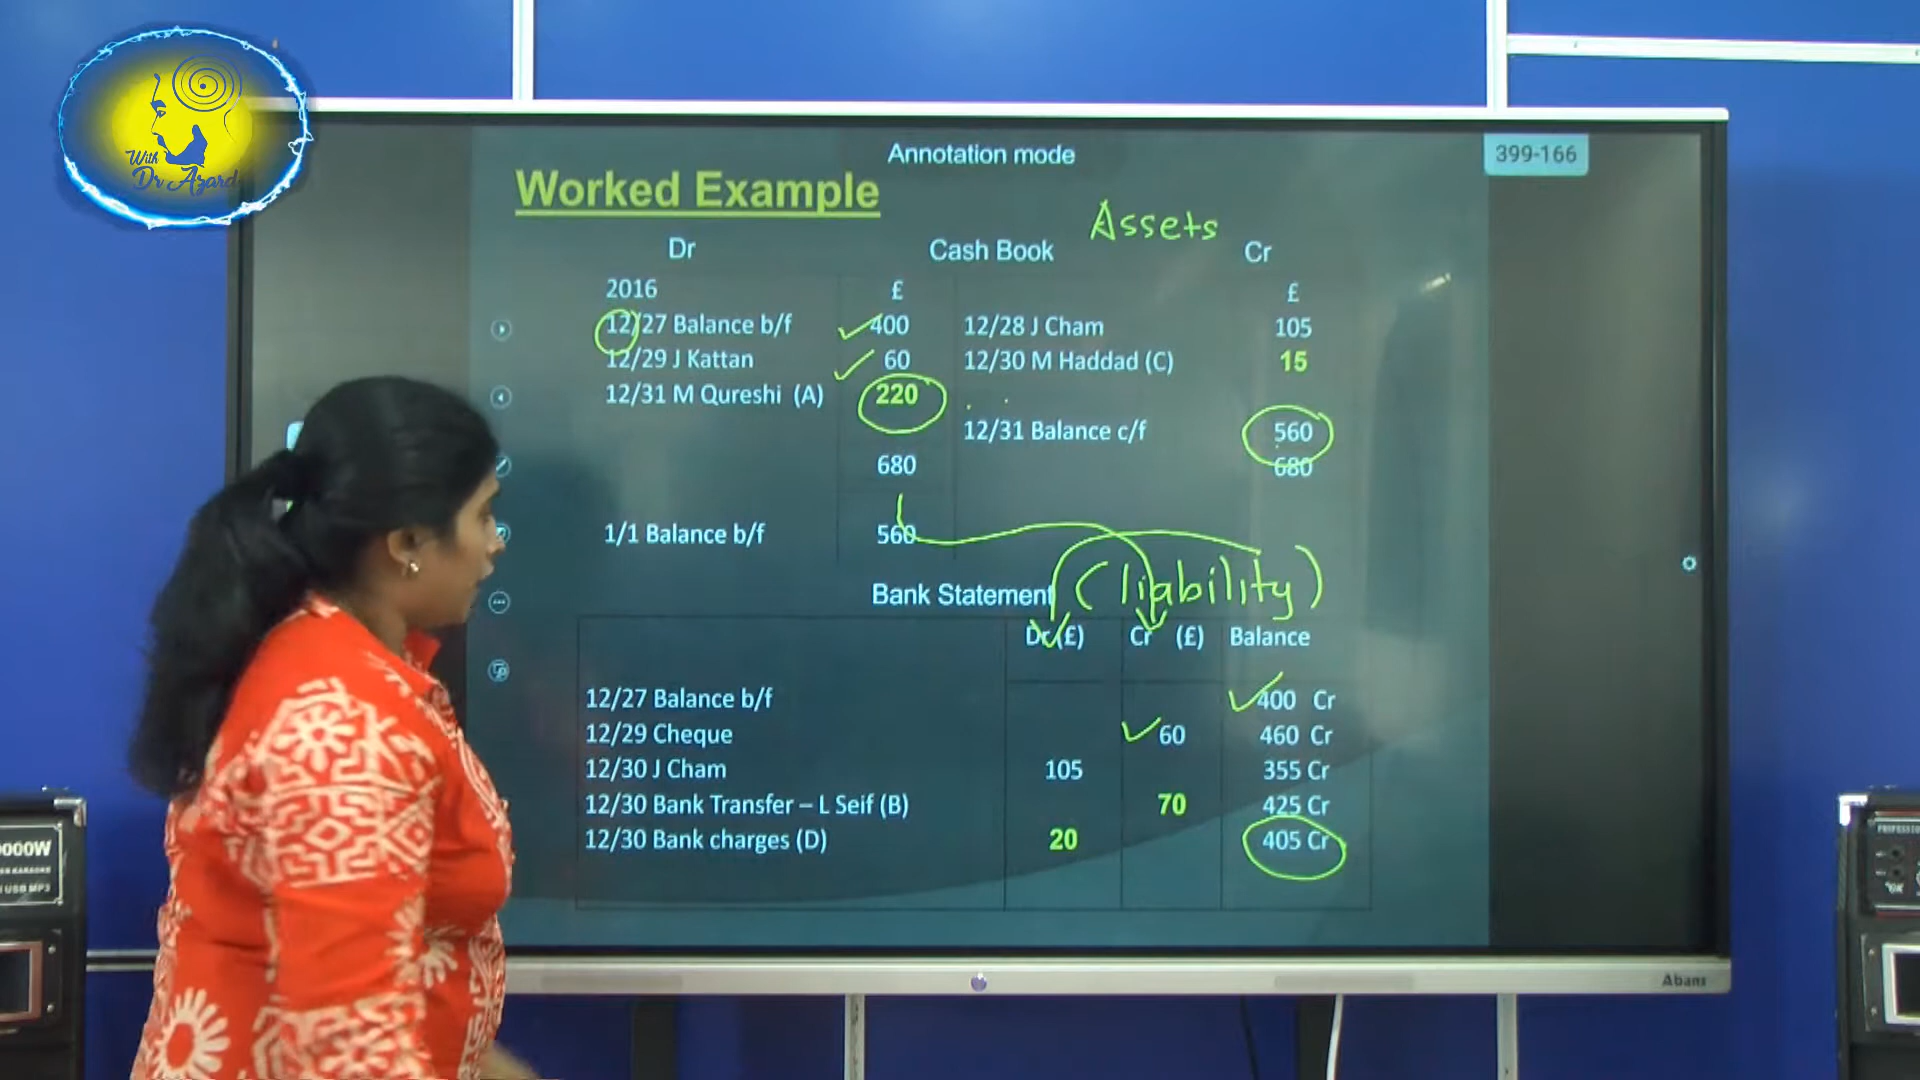 With
Dr Azard
Annotation mode
399-166
Worked Example
Assets
Dr Cash Book Cr
2016 £ £
12/27 Balance b/f 400 12/28 J Cham 105
12/29 J Kattan 60 12/30 M Haddad (C) 15
12/31 M Qureshi (A) 220
12/31 Balance c/f 560
680 680
1/1 Balance b/f 560
Bank Statement (liability)
Dr (£) Cr (£) Balance
12/27 Balance b/f 400 Cr
12/29 Cheque 60 460 Cr
12/30 J Cham 105 355 Cr
12/30 Bank Transfer – L Seif (B) 70 425 Cr
12/30 Bank charges (D) 20 405 Cr
Abans
000W
USB MP3